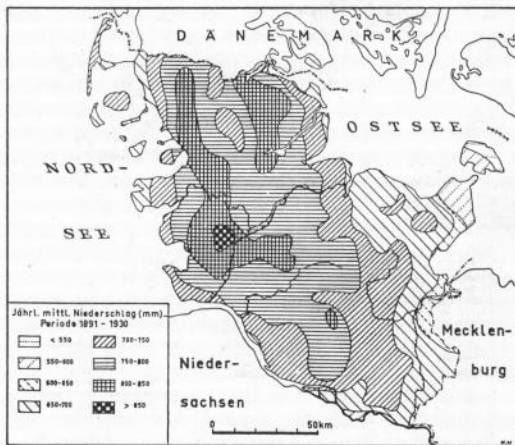 DÄNEMARK
OSTSEE
NORD-
SEE
Jährl. mittl. Niederschlag (mm)
Periode 1891 - 1930
< 550
700-750
550-600
750-800
600-650
800-850
650-700
> 850
Nieder-
sachsen
Mecklen-
burg
0
50km